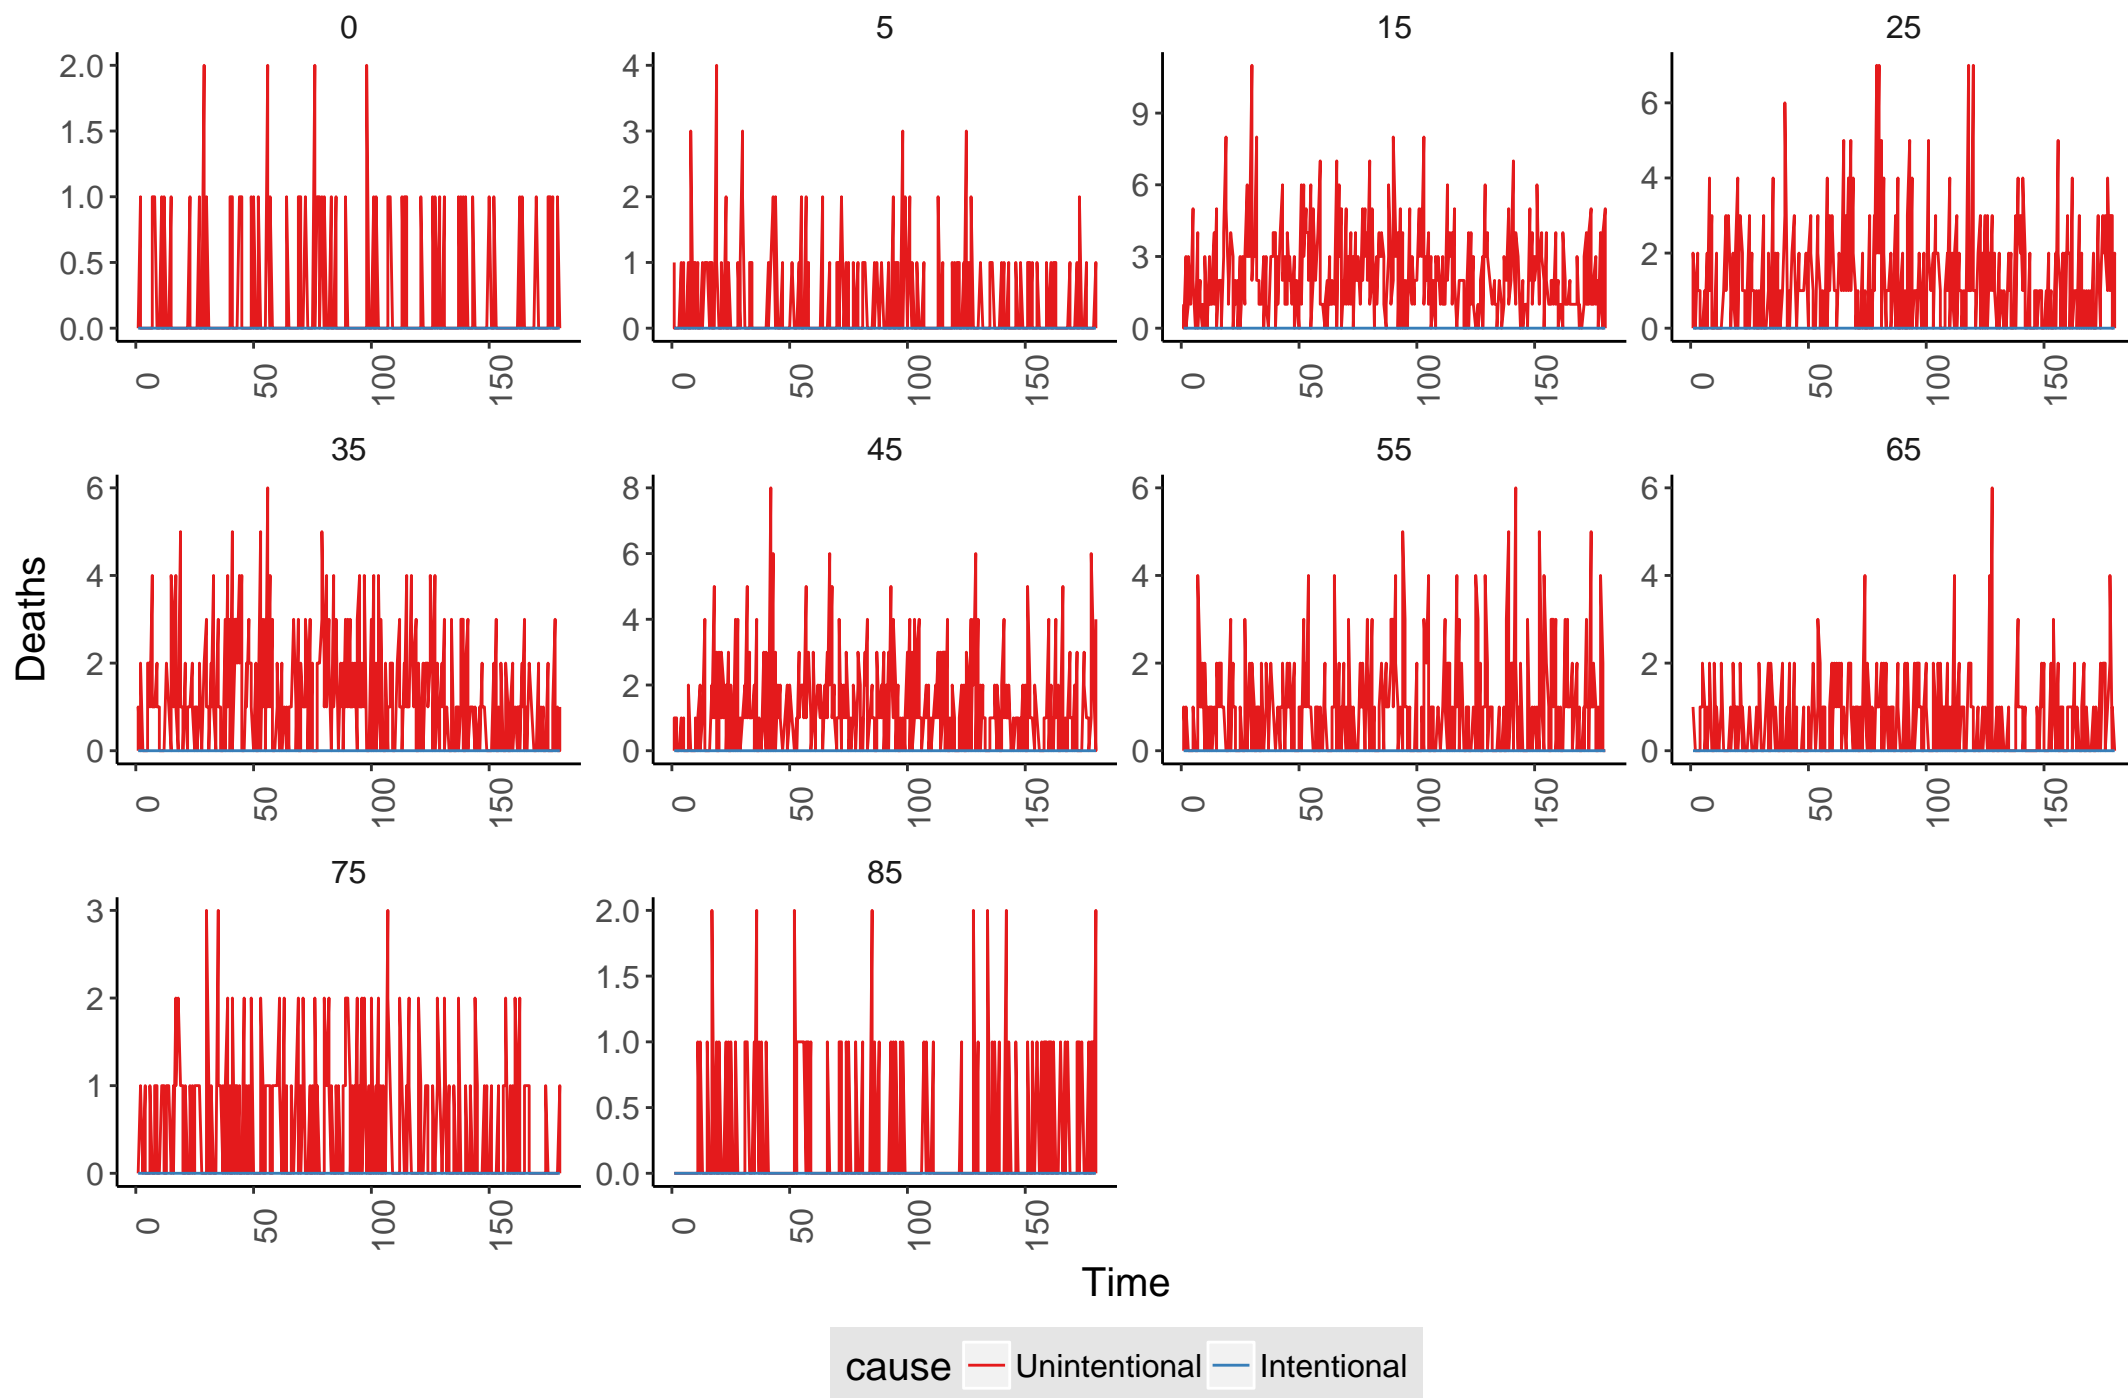 0 5 15 25
2.0 4 9 6
1.5 3 6 4
1.0 2 3 2
0.5 1
0.0 0 0 0
0 50 100 150 0 50 100 150 0 50 100 150 0 50 100 150
35 45 55 65
6 8 6 6
4 6 4 4
2 4 2 2
0 2 0 0
0
0 50 100 150 0 50 100 150 0 50 100 150 0 50 100 150
Deaths
75 85
3 2.0
2 1.5
1 1.0
0 0.5
0.0
0 50 100 150 0 50 100 150
Time
cause Unintentional Intentional